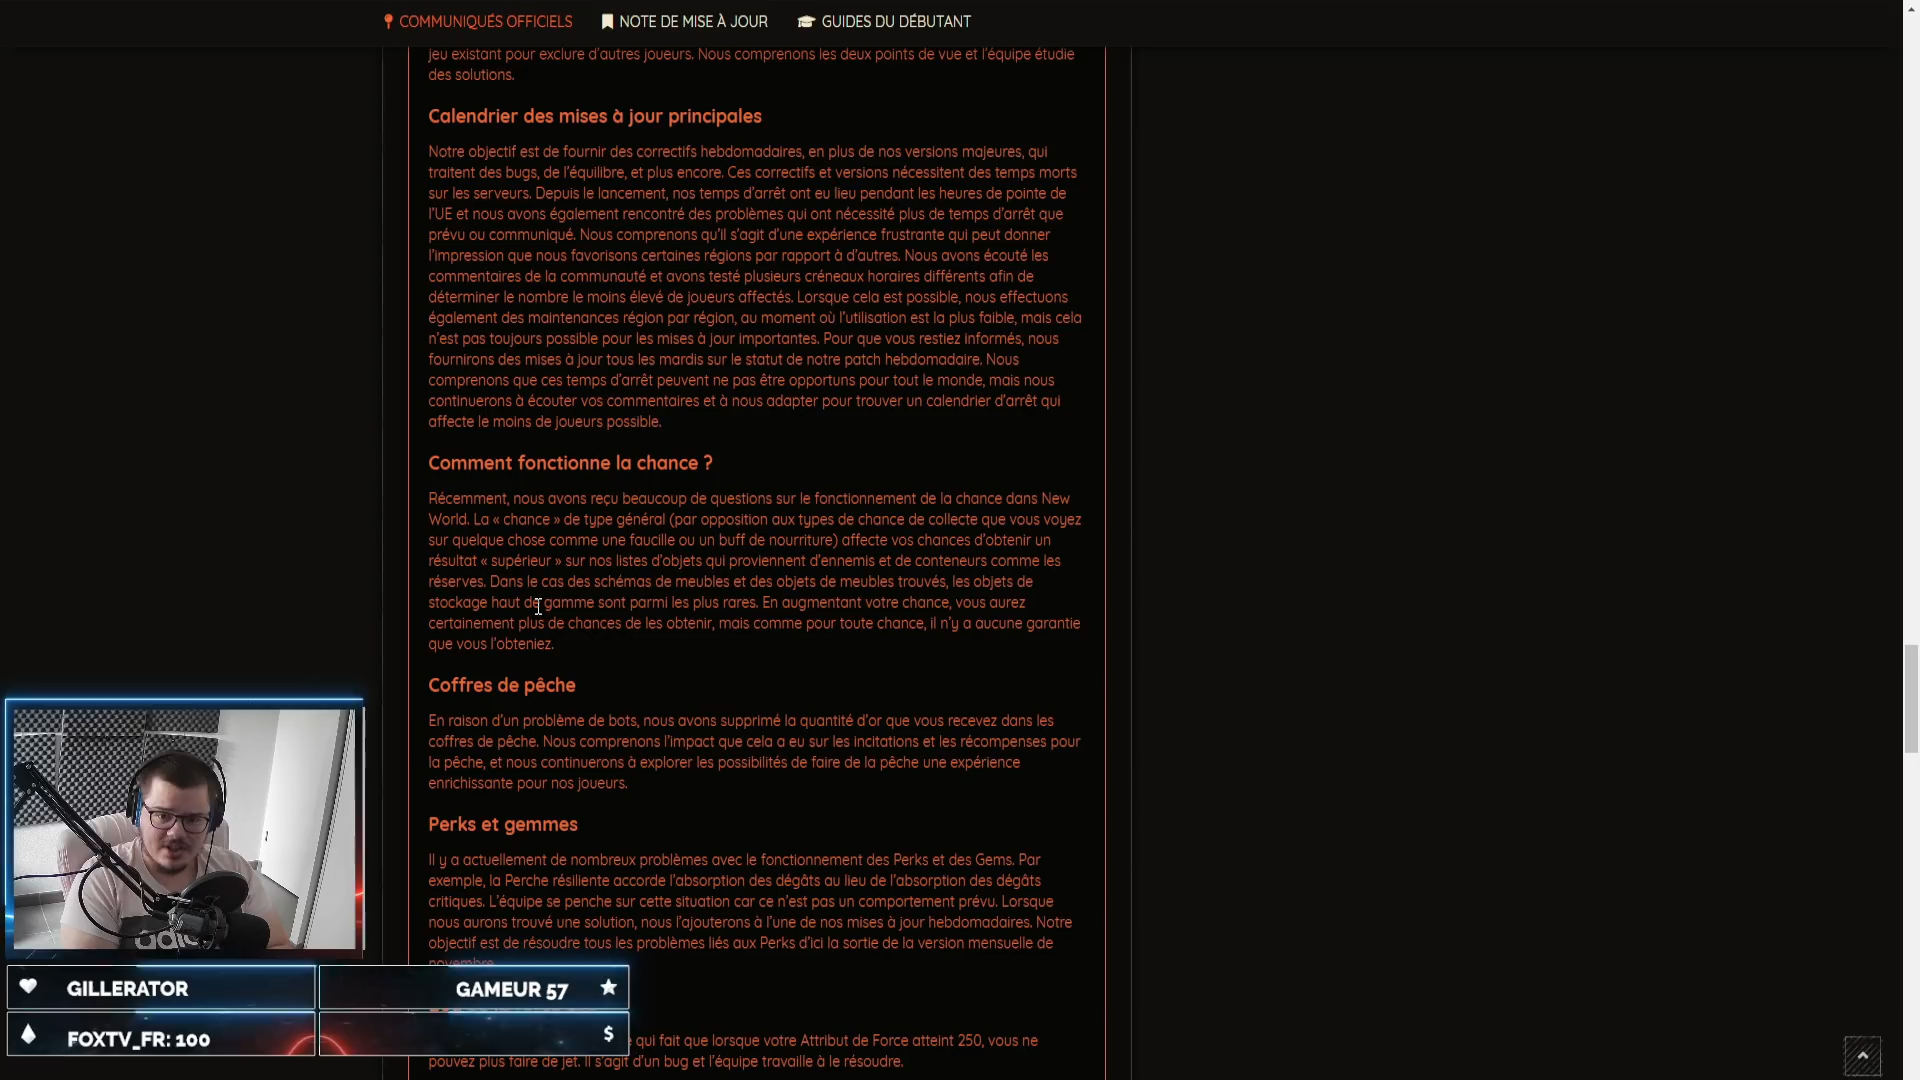 COMMUNIQUÉS OFFICIELS
NOTE DE MISE À JOUR
GUIDES DU DÉBUTANT
jeu existant pour exclure d'autres joueurs. Nous comprenons les deux points de vue et l'équipe étudie
des solutions.
Calendrier des mises à jour principales
Notre objectif est de fournir des correctifs hebdomadaires, en plus de nos versions majeures, qui
traitent des bugs, de l'équilibre, et plus encore. Ces correctifs et versions nécessitent des temps morts
sur les serveurs. Depuis le lancement, nos temps d'arrêt ont eu lieu pendant les heures de pointe de
l'UE et nous avons également rencontré des problèmes qui ont nécessité plus de temps d'arrêt que
prévu ou communiqué. Nous comprenons qu'il s'agit d'une expérience frustrante qui peut donner
l'impression que nous favorisons certaines régions par rapport à d'autres. Nous avons écouté les
commentaires de la communauté et avons testé plusieurs créneaux horaires différents afin de
déterminer le nombre le moins élevé de joueurs affectés. Lorsque cela est possible, nous effectuons
également des maintenances région par région, au moment où l'utilisation est la plus faible, mais cela
n'est pas toujours possible pour les mises à jour importantes. Pour que vous restiez informés, nous
fournirons des mises à jour tous les mardis sur le statut de notre patch hebdomadaire. Nous
comprenons que ces temps d'arrêt peuvent ne pas être opportuns pour tout le monde, mais nous
continuerons à écouter vos commentaires et à nous adapter pour trouver un calendrier d'arrêt qui
affecte le moins de joueurs possible.
Comment fonctionne la chance ?
Récemment, nous avons reçu beaucoup de questions sur le fonctionnement de la chance dans New
World. La « chance » de type général (par opposition aux types de chance de collecte que vous voyez
sur quelque chose comme une faucille ou un buff de nourriture) affecte vos chances d'obtenir un
résultat « supérieur » sur nos listes d'objets qui proviennent d'ennemis et de conteneurs comme les
réserves. Dans le cas des schémas de meubles et des objets de meubles trouvés, les objets de
stockage haut de gamme sont parmi les plus rares. En augmentant votre chance, vous aurez
certainement plus de chances de les obtenir, mais comme pour toute chance, il n'y a aucune garantie
que vous l'obteniez.
Coffres de pêche
En raison d'un problème de bots, nous avons supprimé la quantité d'or que vous recevez dans les
coffres de pêche. Nous comprenons l'impact que cela a eu sur les incitations et les récompenses pour
la pêche, et nous continuerons à explorer les possibilités de faire de la pêche une expérience
enrichissante pour nos joueurs.
Perks et gemmes
Il y a actuellement de nombreux problèmes avec le fonctionnement des Perks et des Gems. Par
exemple, la Perche résiliente accorde l'absorption des dégâts au lieu de l'absorption des dégâts
critiques. L'équipe se penche sur cette situation car ce n'est pas un comportement prévu. Lorsque
nous aurons trouvé une solution, nous l'ajouterons à l'une de nos mises à jour hebdomadaires. Notre
objectif est de résoudre tous les problèmes liés aux Perks d'ici la sortie de la version mensuelle de
novembre.
qui fait que lorsque votre Attribut de Force atteint 250, vous ne
pouvez plus faire de jet. Il s'agit d'un bug et l'équipe travaille à le résoudre.
adidas
GILLERATOR
GAMEUR 57
FOXTV_FR: 100
$